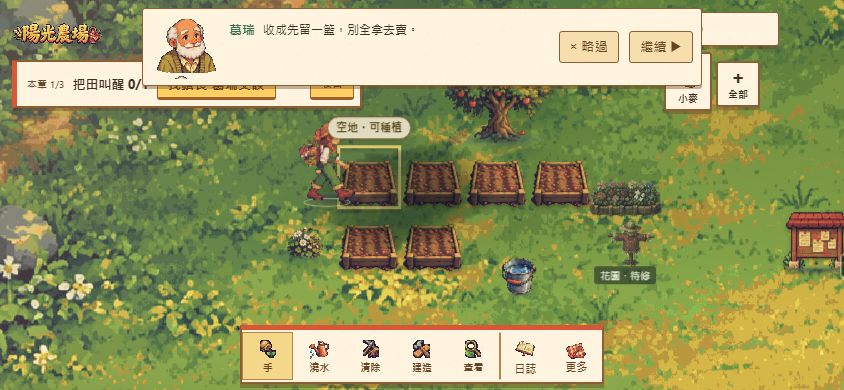 陽光農場
葛瑞 收成先留一籃，別全拿去賣。
× 略過
繼續 ▶
本章 1/3 把田叫醒 0/
小麥
+
全部
空地・可種植
花圃・待修
手
澆水
清除
建造
查看
日誌
更多